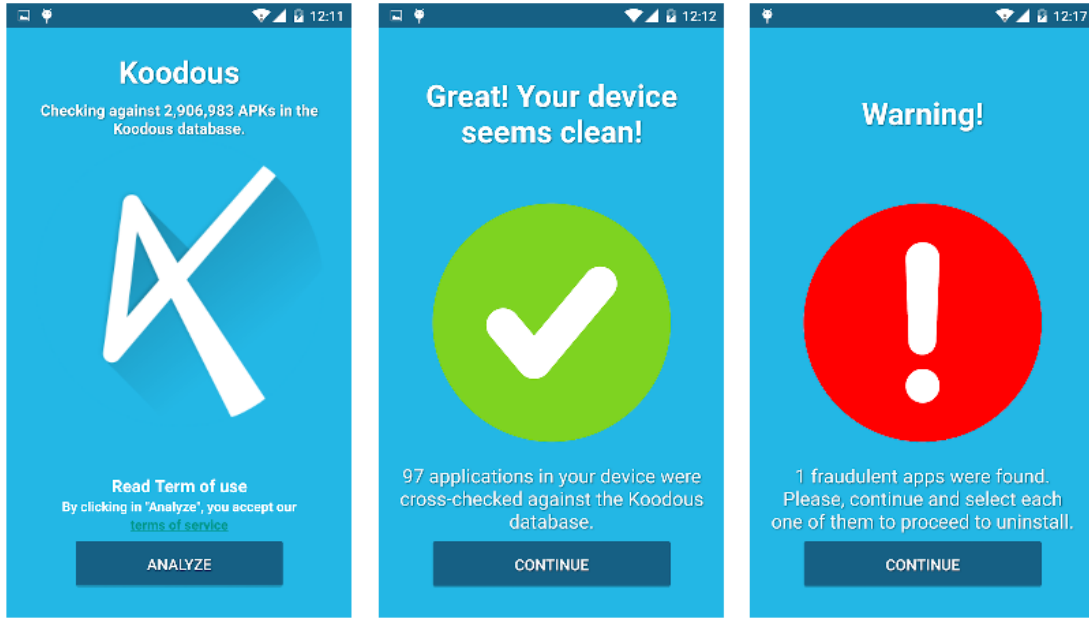 12:11
Koodous
Checking against 2,906,983 APKs in the
Koodous database.
Read Term of use
By clicking in "Analyze", you accept our
terms of service
ANALYZE
12:12
Great! Your device
seems clean!
97 applications in your device were
cross-checked against the Koodous
database.
CONTINUE
12:17
Warning!
1 fraudulent apps were found.
Please, continue and select each
one of them to proceed to uninstall.
CONTINUE